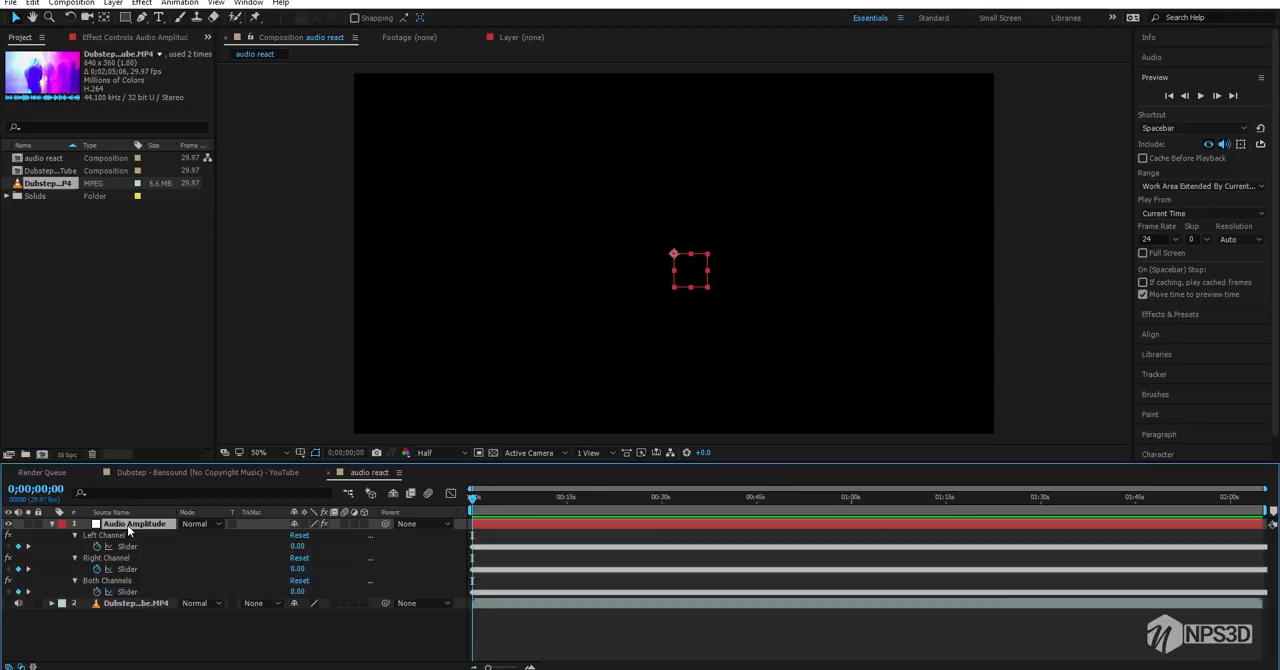 File Edit Composition Layer Effect Animation View Window Help
Snapping
Essentials Standard Small Screen Libraries Search Help
Project Effect Controls Audio Amplituc
Composition audio react Footage (none) Layer (none)
audio react
Dubstep...ube.MP4 , used 2 times
640 x 360 (1.00)
Δ 0;02;05;06, 29.97 fps
Millions of Colors
H.264
44.100 kHz / 32 bit U / Stereo
Name Type Size Frame ...
audio react Composition 29.97
Dubstep...Tube Composition 29.97
Dubstep...P4 MPEG 6.6 MB 29.97
Solids Folder
16 bpc
50% 0;00;00;00 Half Active Camera 1 View +0.0
Info
Audio
Preview
Shortcut
Spacebar
Include:
Cache Before Playback
Range
Work Area Extended By Current...
Play From
Current Time
Frame Rate Skip Resolution
24 0 Auto
Full Screen
On (Spacebar) Stop:
If caching, play cached frames
Move time to preview time
Effects & Presets
Align
Libraries
Tracker
Brushes
Paint
Paragraph
Character
Render Queue Dubstep - Bensound (No Copyright Music) - YouTube audio react
0;00;00;00
00000 (29.97 fps)
# Source Name Mode T TrkMat Parent
00:15s 00:30s 00:45s 01:00s 01:15s 01:30s 01:45s 02:00s
1 Audio Amplitude Normal None
Left Channel Reset ...
Slider 0.00
Right Channel Reset ...
Slider 0.00
Both Channels Reset ...
Slider 0.00
2 Dubstep...be.MP4 Normal None None
NPS3D